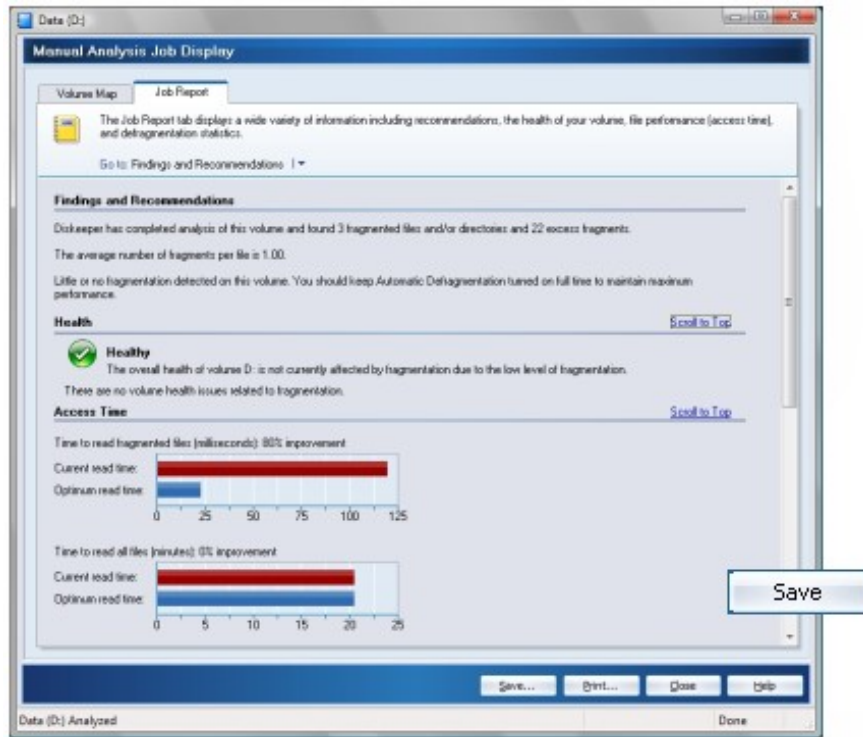 Data (D:)
Manual Analysis Job Display
Volume Map Job Report
The Job Report tab displays a wide variety of information including recommendations, the health of your volume, file performance (access time),
and defragmentation statistics.
Go to: Findings and Recommendations
Findings and Recommendations
Diskeeper has completed analysis of this volume and found 3 fragmented files and/or directories and 22 excess fragments.
The average number of fragments per file is 1.00.
Little or no fragmentation detected on this volume. You should keep Automatic Defragmentation turned on full time to maintain maximum
performance.
Health Scroll to Top
Healthy
The overall health of volume D: is not currently affected by fragmentation due to the low level of fragmentation.
There are no volume health issues related to fragmentation.
Access Time Scroll to Top
Time to read fragmented files (milliseconds): 80% improvement
Current read time:
Optimum read time:
0 25 50 75 100 125
Time to read all files (minutes): 0% improvement
Current read time:
Optimum read time:
0 5 10 15 20 25
Save
Save... Print... Close Help
Data (D:) Analyzed Done